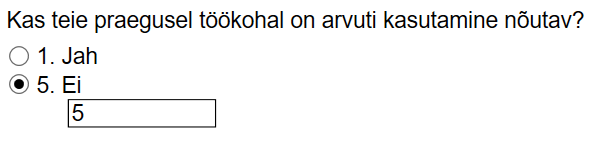 Kas teie praegusel töökohal on arvuti kasutamine nõutav?
1. Jah
5. Ei
5